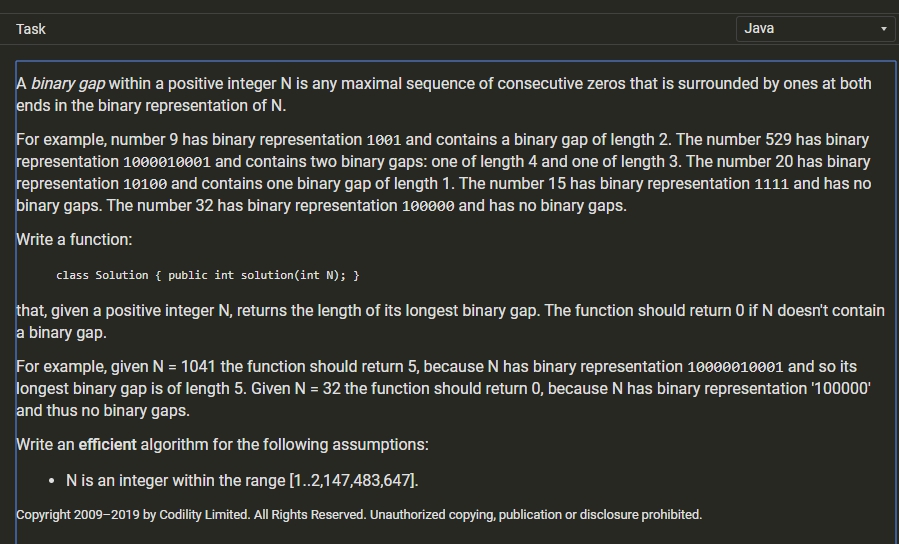 Task
Java
A binary gap within a positive integer N is any maximal sequence of consecutive zeros that is surrounded by ones at both
ends in the binary representation of N.
For example, number 9 has binary representation 1001 and contains a binary gap of length 2. The number 529 has binary
representation 1000010001 and contains two binary gaps: one of length 4 and one of length 3. The number 20 has binary
representation 10100 and contains one binary gap of length 1. The number 15 has binary representation 1111 and has no
binary gaps. The number 32 has binary representation 100000 and has no binary gaps.
Write a function:
class Solution { public int solution(int N); }
that, given a positive integer N, returns the length of its longest binary gap. The function should return 0 if N doesn't contain
a binary gap.
For example, given N = 1041 the function should return 5, because N has binary representation 10000010001 and so its
longest binary gap is of length 5. Given N = 32 the function should return 0, because N has binary representation '100000'
and thus no binary gaps.
Write an efficient algorithm for the following assumptions:
• N is an integer within the range [1..2,147,483,647].
Copyright 2009–2019 by Codility Limited. All Rights Reserved. Unauthorized copying, publication or disclosure prohibited.